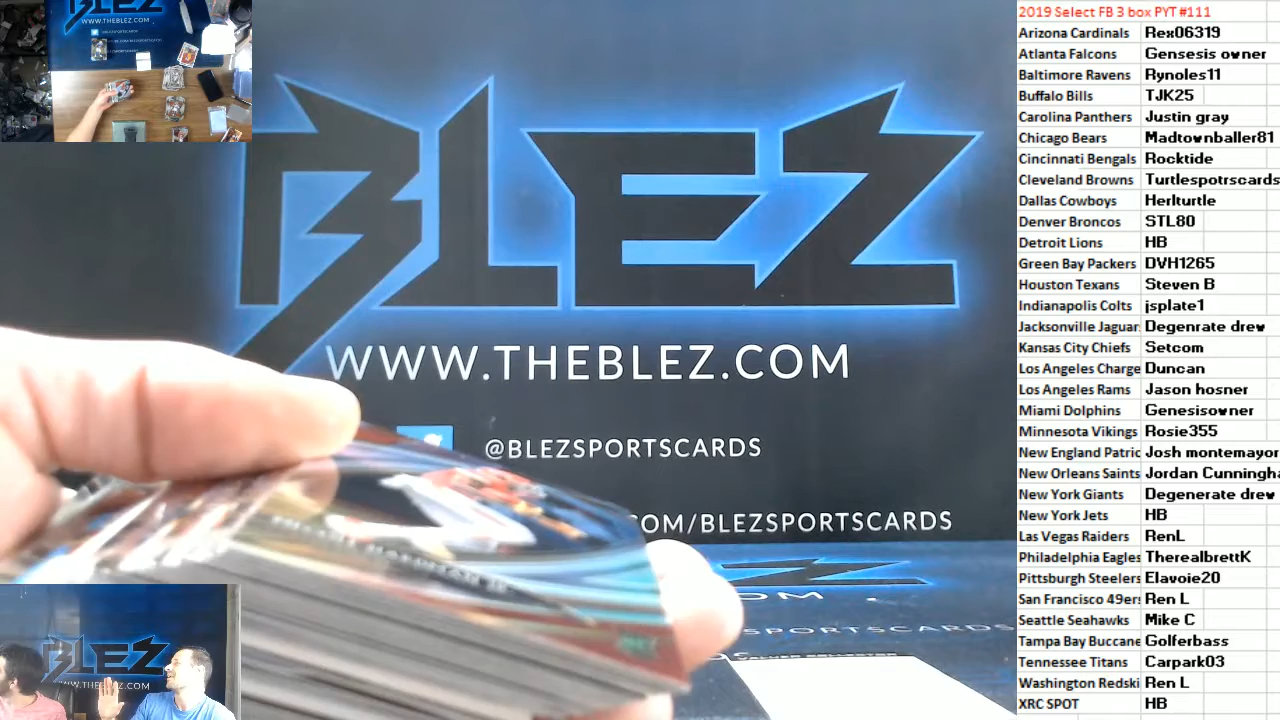 WWW.THEBLEZ.COM
BLEZ
WWW.THEBLEZ.COM
@BLEZSPORTSCARDS
COM/BLEZSPORTSCARDS
BLEZ
2019 Select FB 3 box PYT #111
Arizona Cardinals Rex06319
Atlanta Falcons Gensesis owner
Baltimore Ravens Rynoles11
Buffalo Bills TJK25
Carolina Panthers Justin gray
Chicago Bears Madtownballer81
Cincinnati Bengals Rocktide
Cleveland Browns Turtlespotrscards
Dallas Cowboys Herlturtle
Denver Broncos STL80
Detroit Lions HB
Green Bay Packers DVH1265
Houston Texans Steven B
Indianapolis Colts jsplate1
Jacksonville Jaguar Degenrate drew
Kansas City Chiefs Setcom
Los Angeles Charge Duncan
Los Angeles Rams Jason hosner
Miami Dolphins Genesisowner
Minnesota Vikings Rosie355
New England Patric Josh montemayor
New Orleans Saints Jordan Cunningha
New York Giants Degenerate drew
New York Jets HB
Las Vegas Raiders RenL
Philadelphia Eagles TherealbrettK
Pittsburgh Steelers Elavoie20
San Francisco 49ers Ren L
Seattle Seahawks Mike C
Tampa Bay Buccane Golferbass
Tennessee Titans Carpark03
Washington Redski Ren L
XRC SPOT HB